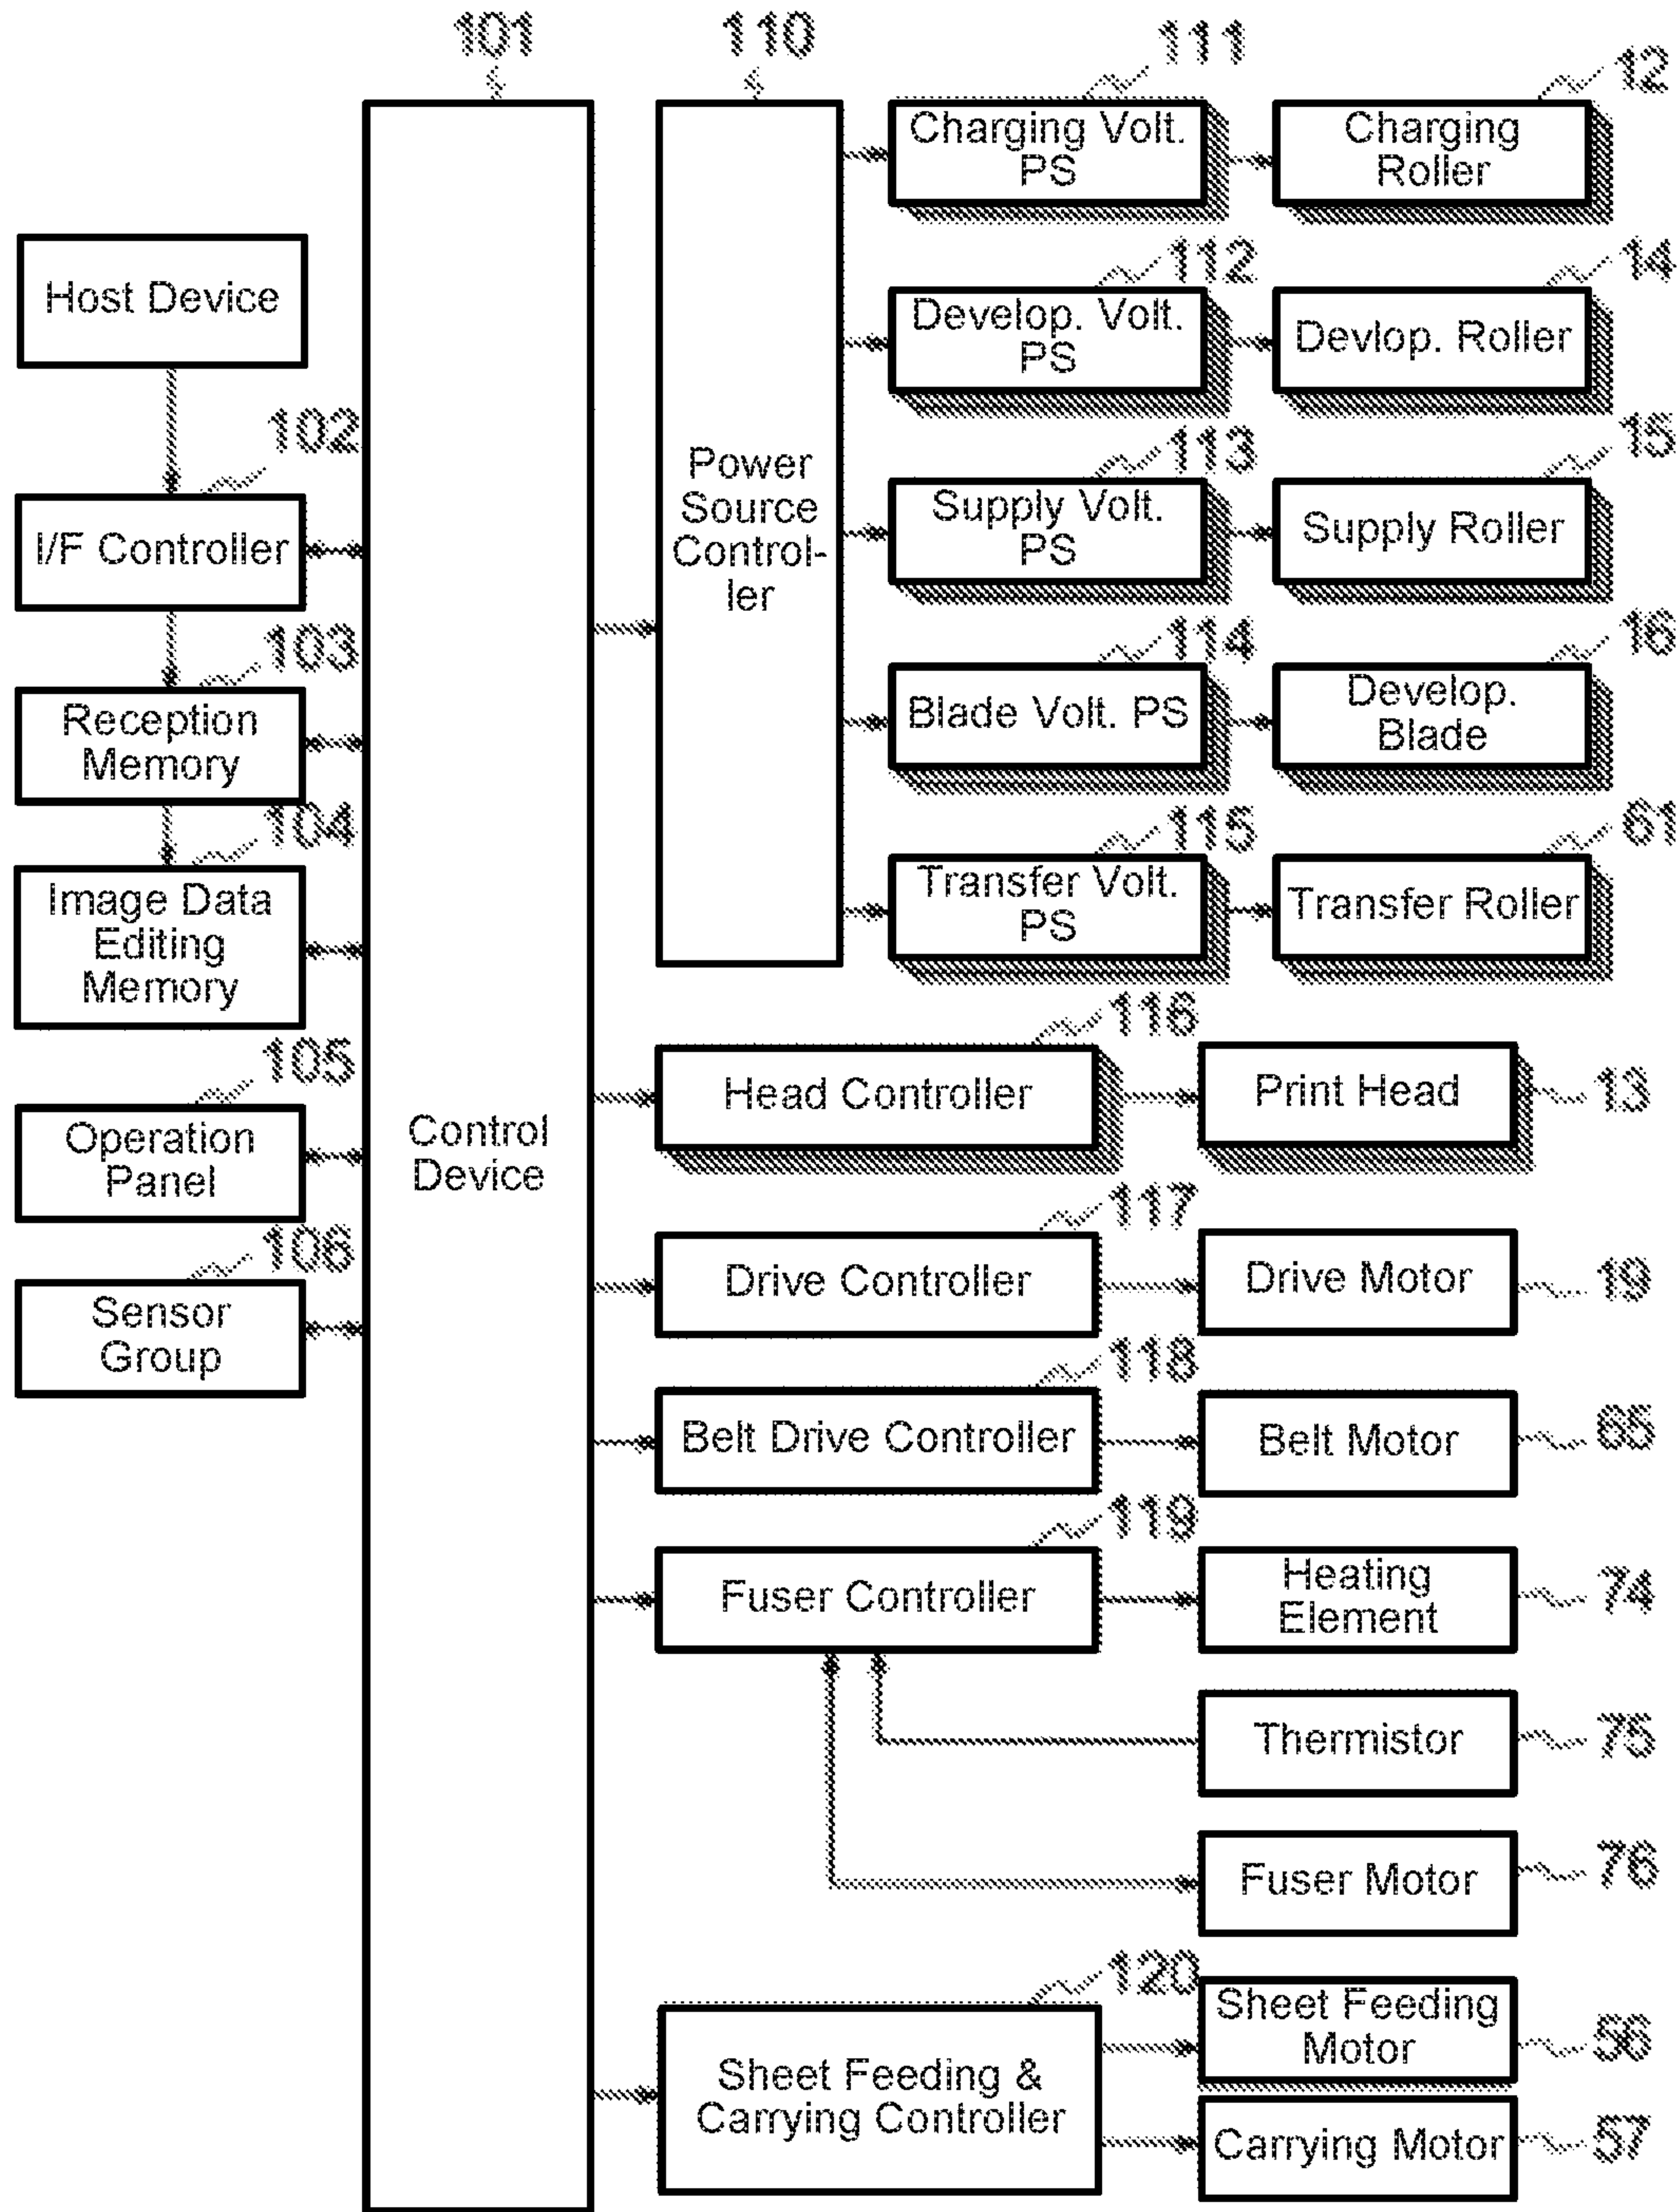 101
110
111
12
Charging Volt.
PS
Charging
Roller
Host Device
112
14
Develop. Volt.
PS
Devlop. Roller
102
I/F Controller
113
15
Power
Source
Control-
ler
Supply Volt.
PS
Supply Roller
103
Reception
Memory
114
16
Blade Volt. PS
Develop.
Blade
104
Image Data
Editing
Memory
115
61
Transfer Volt.
PS
Transfer Roller
105
Operation
Panel
Control
Device
116
Head Controller
Print Head
13
106
Sensor
Group
117
Drive Controller
Drive Motor
19
118
Belt Drive Controller
Belt Motor
65
119
Fuser Controller
Heating
Element
74
Thermistor
75
Fuser Motor
76
120
Sheet Feeding &
Carrying Controller
Sheet Feeding
Motor
56
Carrying Motor
57